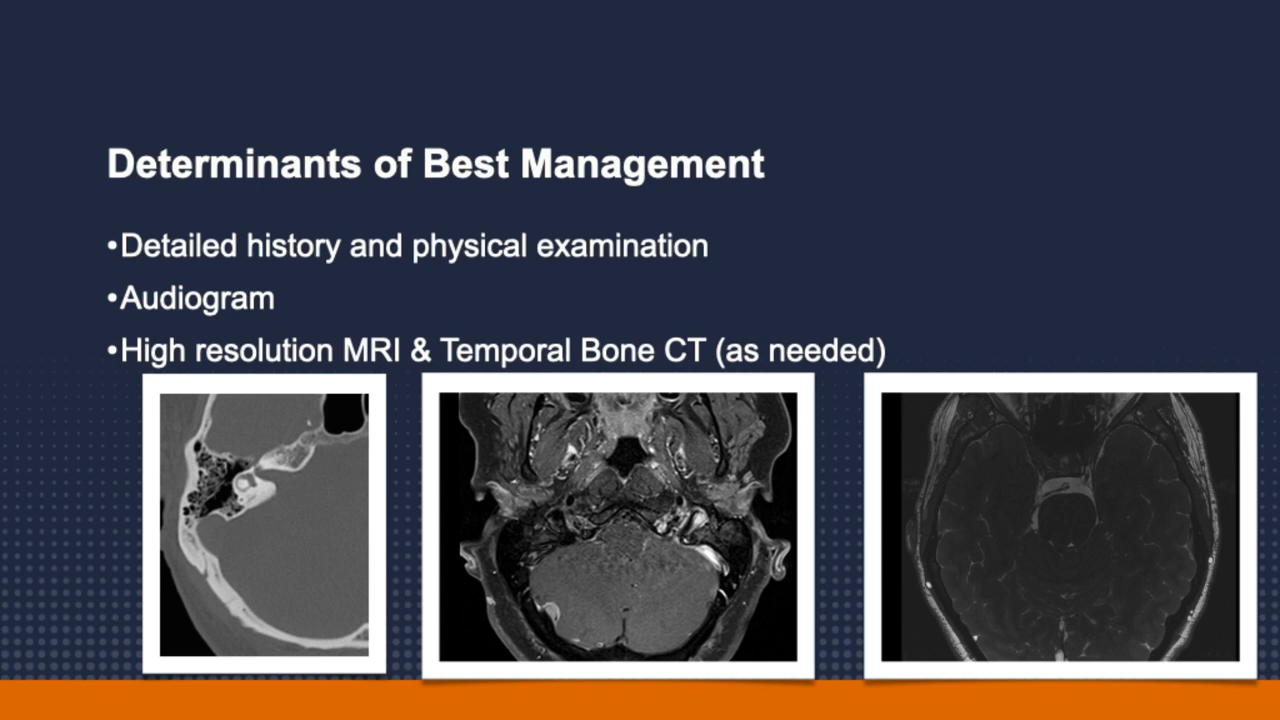 Determinants of Best Management
•Detailed history and physical examination
•Audiogram
•High resolution MRI & Temporal Bone CT (as needed)